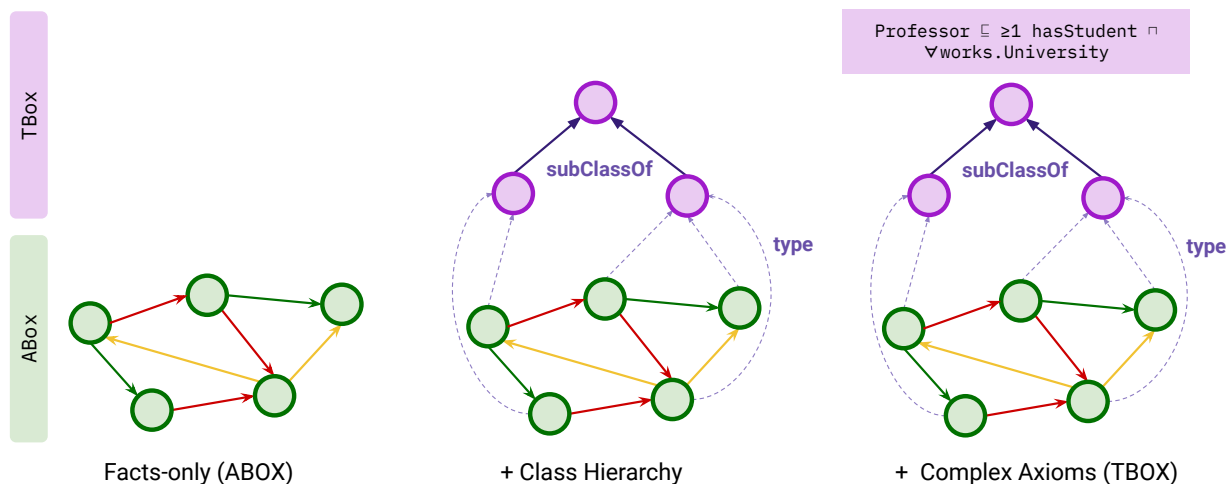 Professor ⊑ ≥1 hasStudent ⊓
∀works.University
TBox
subClassOf
subClassOf
type
type
ABox
Facts-only (ABOX)
+ Class Hierarchy
+ Complex Axioms (TBOX)